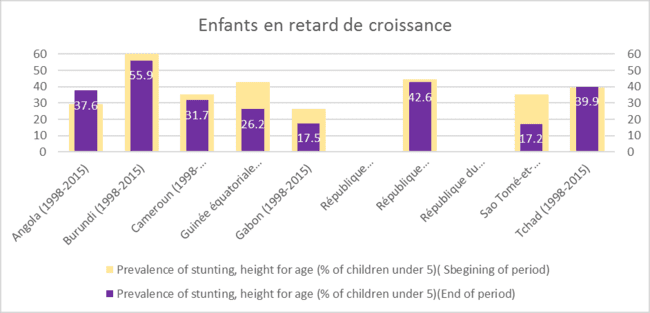 Enfants en retard de croissance
60
50
40
30
20
10
0
37.6
55.9
31.7
26.2
17.5
42.6
17.2
39.9
60
50
40
30
20
10
0
Angola (1998-2015)
Burundi (1998-2015)
Cameroun (1998-...
Guinée équatoriale...
Gabon (1998-2015)
République...
République...
République du...
Sao Tomé-et-...
Tchad (1998-2015)
Prevalence of stunting, height for age (% of children under 5)( Sbegining of period)
Prevalence of stunting, height for age (% of children under 5)(End of period)